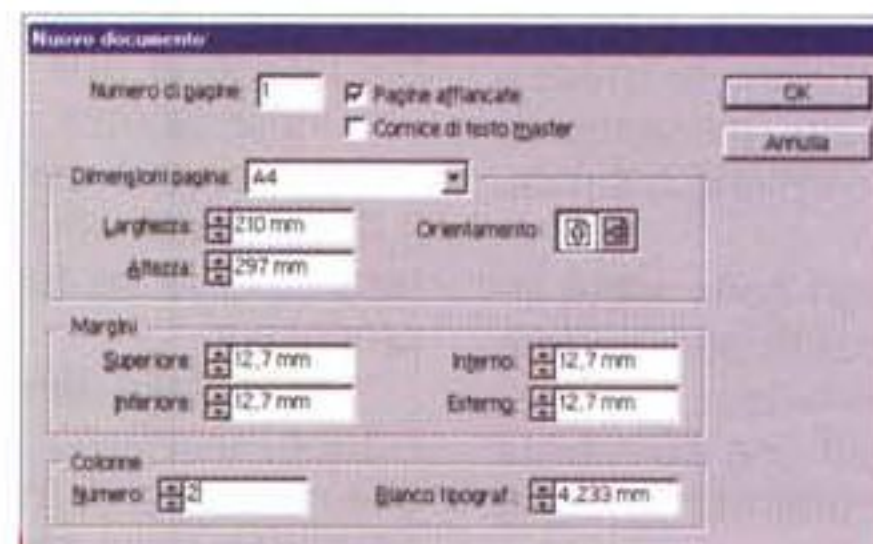 Nuovo documento
Numero di pagine: 1
Pagine affiancate
OK
Cornice di testo master
Annulla
Dimensioni pagina: A4
Larghezza: 210 mm
Orientamento:
Altezza: 297 mm
Margini
Superiore: 12,7 mm
Interno: 12,7 mm
Inferiore: 12,7 mm
Esterno: 12,7 mm
Colonne
Numero: 2
Bianco tipograf.: 4,233 mm